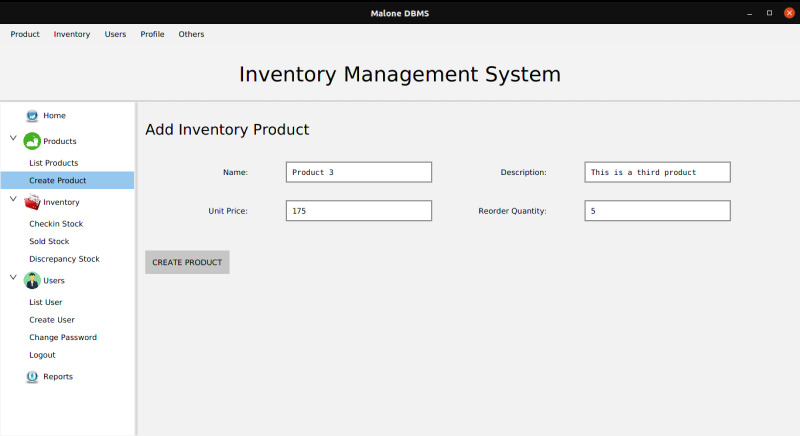 Malone DBMS
Product Inventory Users Profile Others
Inventory Management System
Home
Products
List Products
Create Product
Inventory
Checkin Stock
Sold Stock
Discrepancy Stock
Users
List User
Create User
Change Password
Logout
Reports
Add Inventory Product
Name: Product 3 Description: This is a third product
Unit Price: 175 Reorder Quantity: 5
CREATE PRODUCT